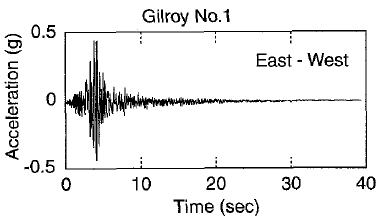 Gilroy No.1
0.5
East - West
Acceleration (g)
0
-0.5
0 10 20 30 40
Time (sec)